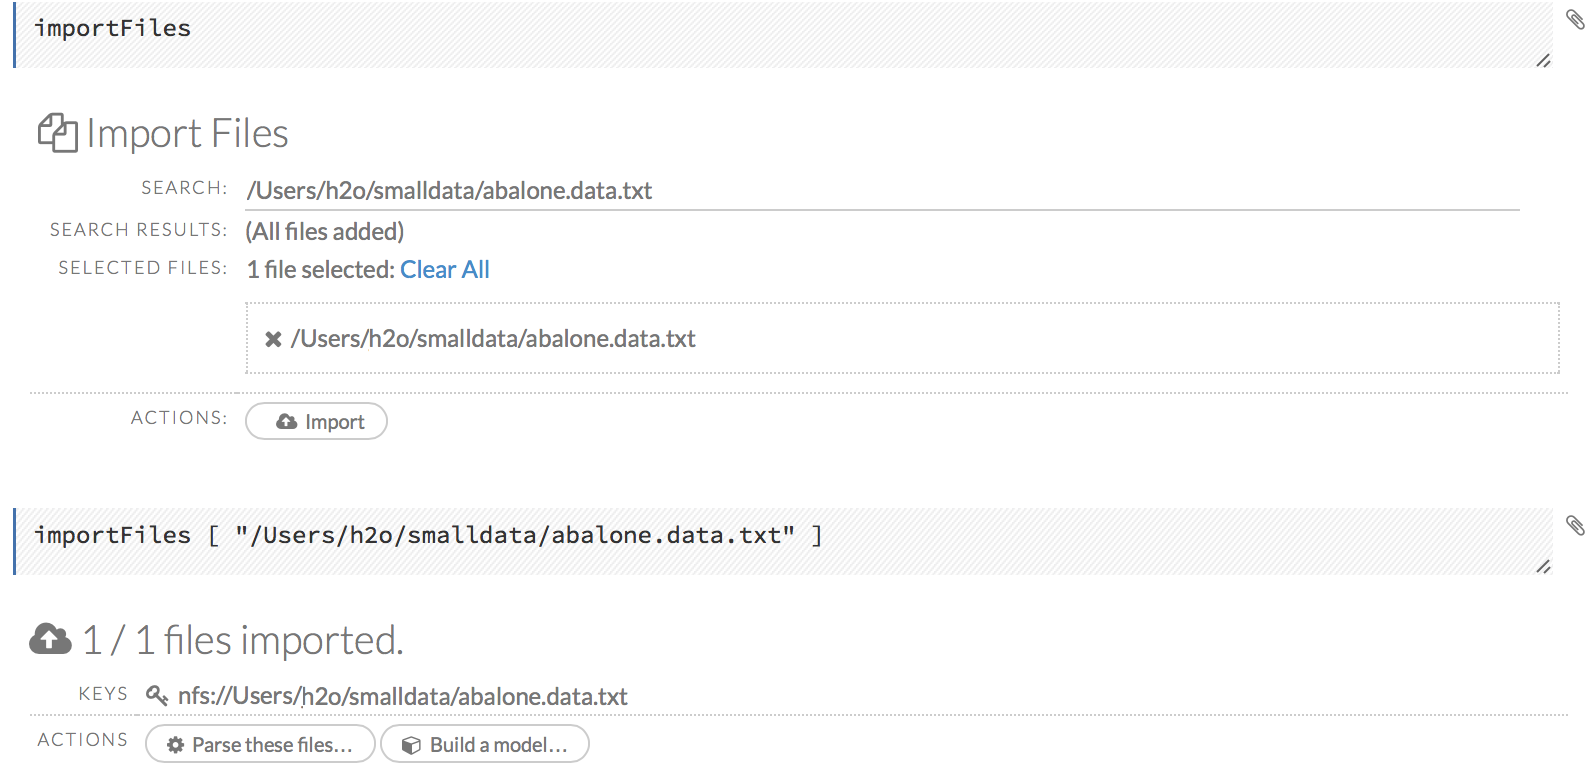 importFiles
Import Files
SEARCH: /Users/h2o/smalldata/abalone.data.txt
SEARCH RESULTS: (All files added)
SELECTED FILES: 1 file selected: Clear All
/Users/h2o/smalldata/abalone.data.txt
ACTIONS: Import
importFiles [ "/Users/h2o/smalldata/abalone.data.txt" ]
1 / 1 files imported.
KEYS nfs://Users/h2o/smalldata/abalone.data.txt
ACTIONS Parse these files... Build a model...